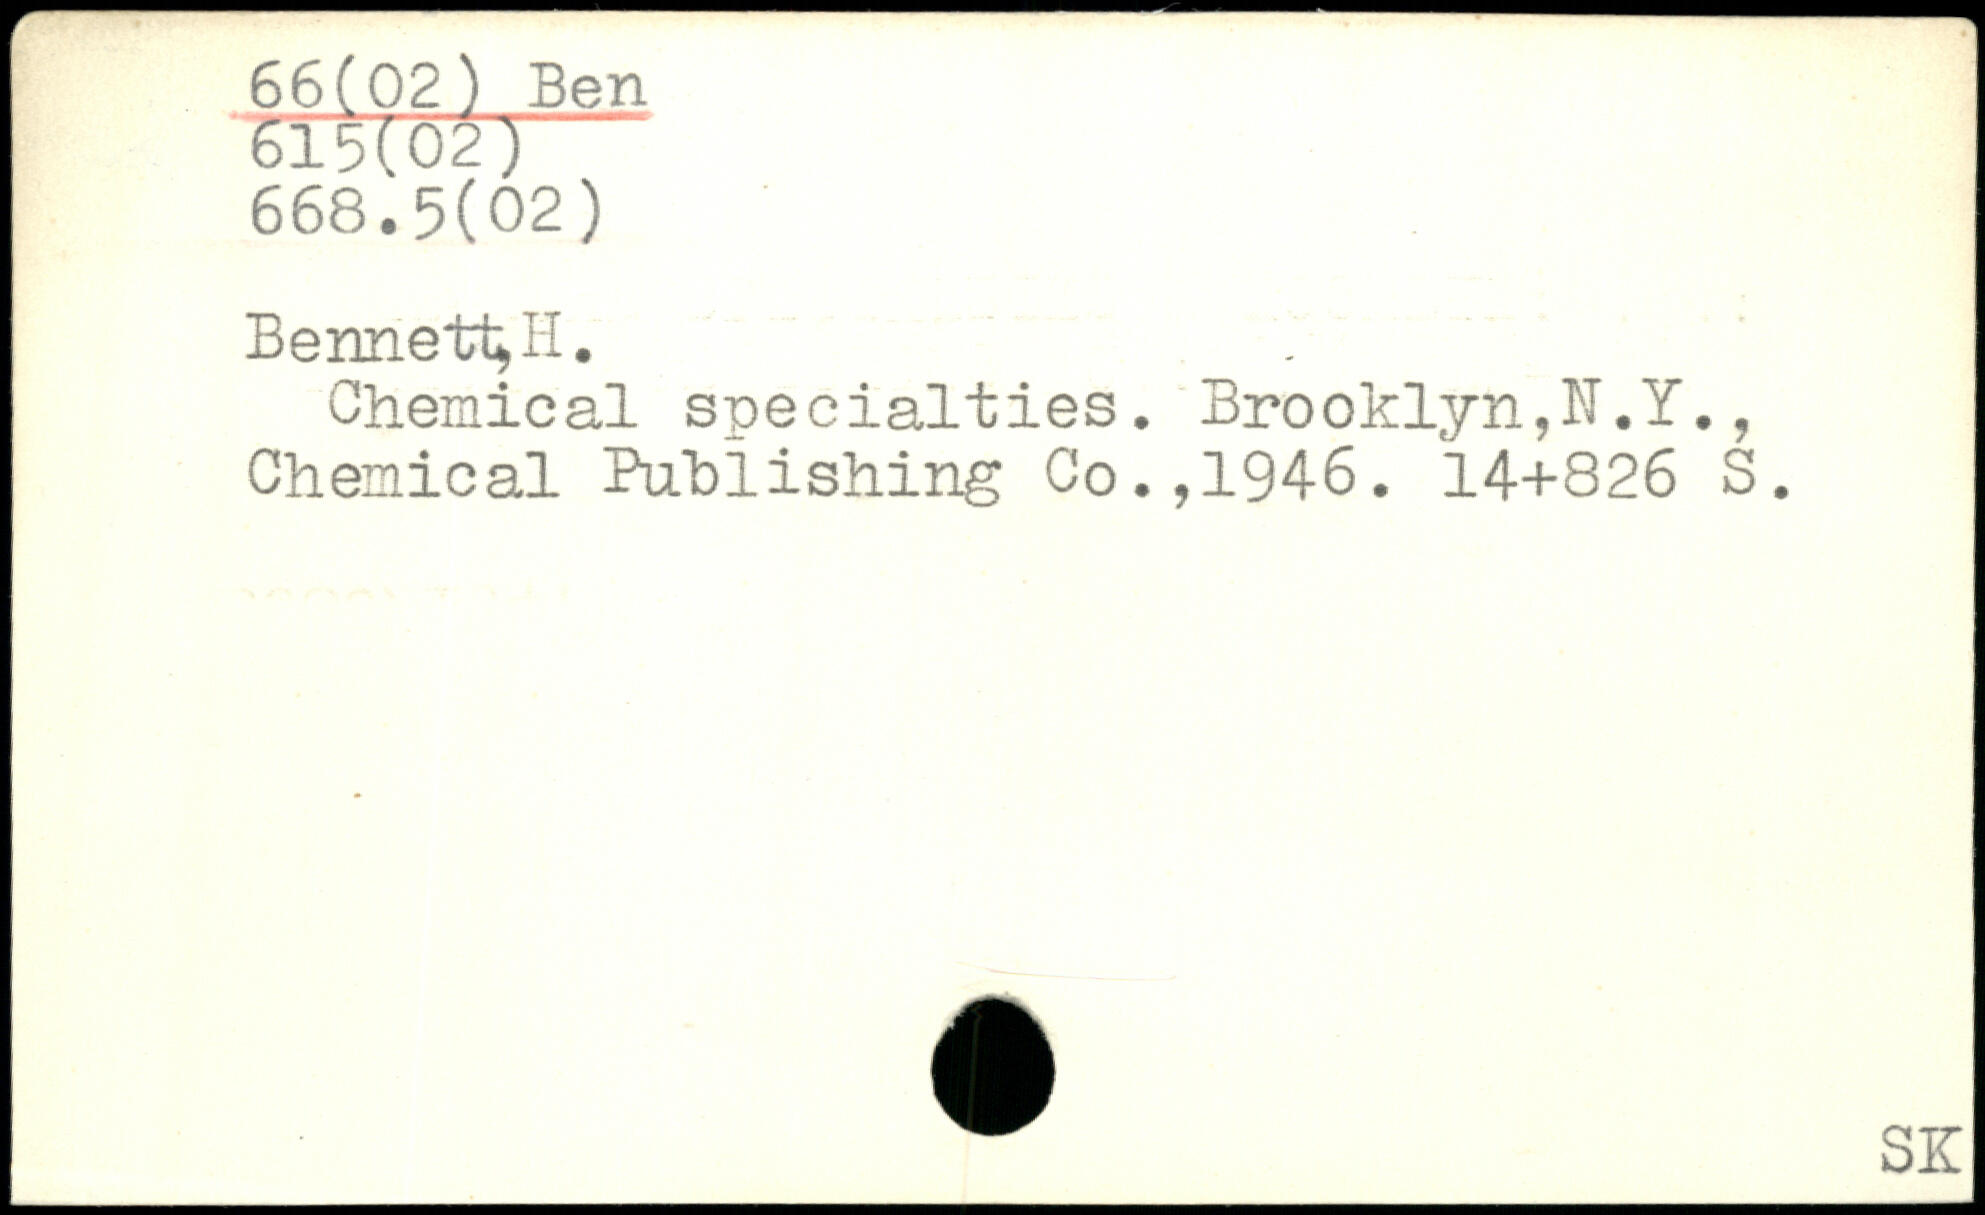 66(02) Ben
615(02)
668.5(02)
Bennett,H.
Chemical specialties. Brooklyn,N.Y.,
Chemical Publishing Co.,1946. 14+826 S.
SK